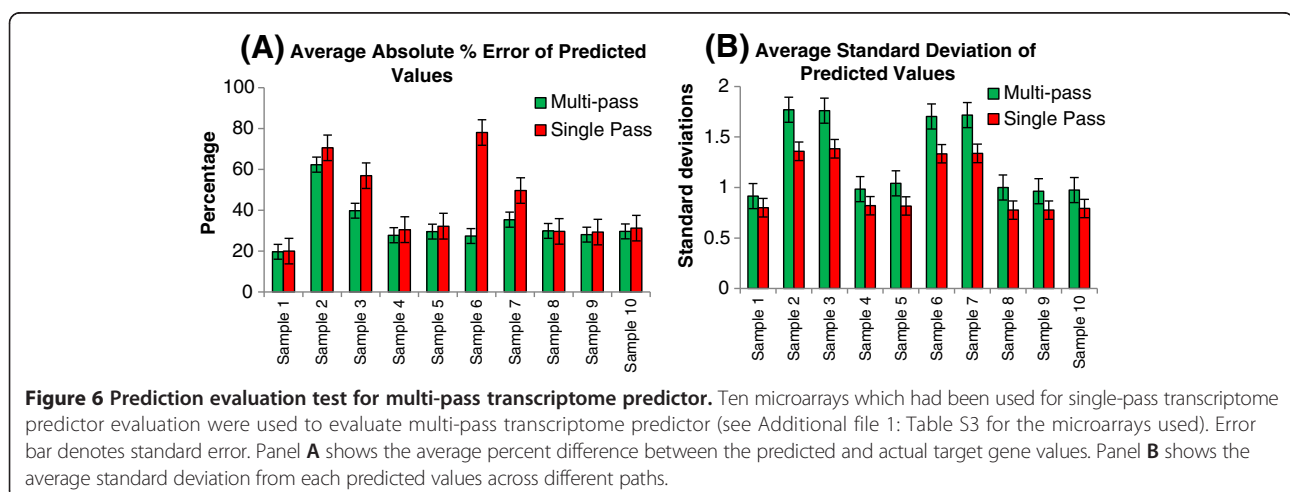 (A) Average Absolute % Error of Predicted
Values
100
80
60
40
20
0
Percentage
Multi-pass
Single Pass
Sample 1
Sample 2
Sample 3
Sample 4
Sample 5
Sample 6
Sample 7
Sample 8
Sample 9
Sample 10
(B) Average Standard Deviation of
Predicted Values
2
1.5
1
0.5
0
Standard deviations
Multi-pass
Single Pass
Sample 1
Sample 2
Sample 3
Sample 4
Sample 5
Sample 6
Sample 7
Sample 8
Sample 9
Sample 10
Figure 6 Prediction evaluation test for multi-pass transcriptome predictor. Ten microarrays which had been used for single-pass transcriptome
predictor evaluation were used to evaluate multi-pass transcriptome predictor (see Additional file 1: Table S3 for the microarrays used). Error
bar denotes standard error. Panel A shows the average percent difference between the predicted and actual target gene values. Panel B shows the
average standard deviation from each predicted values across different paths.